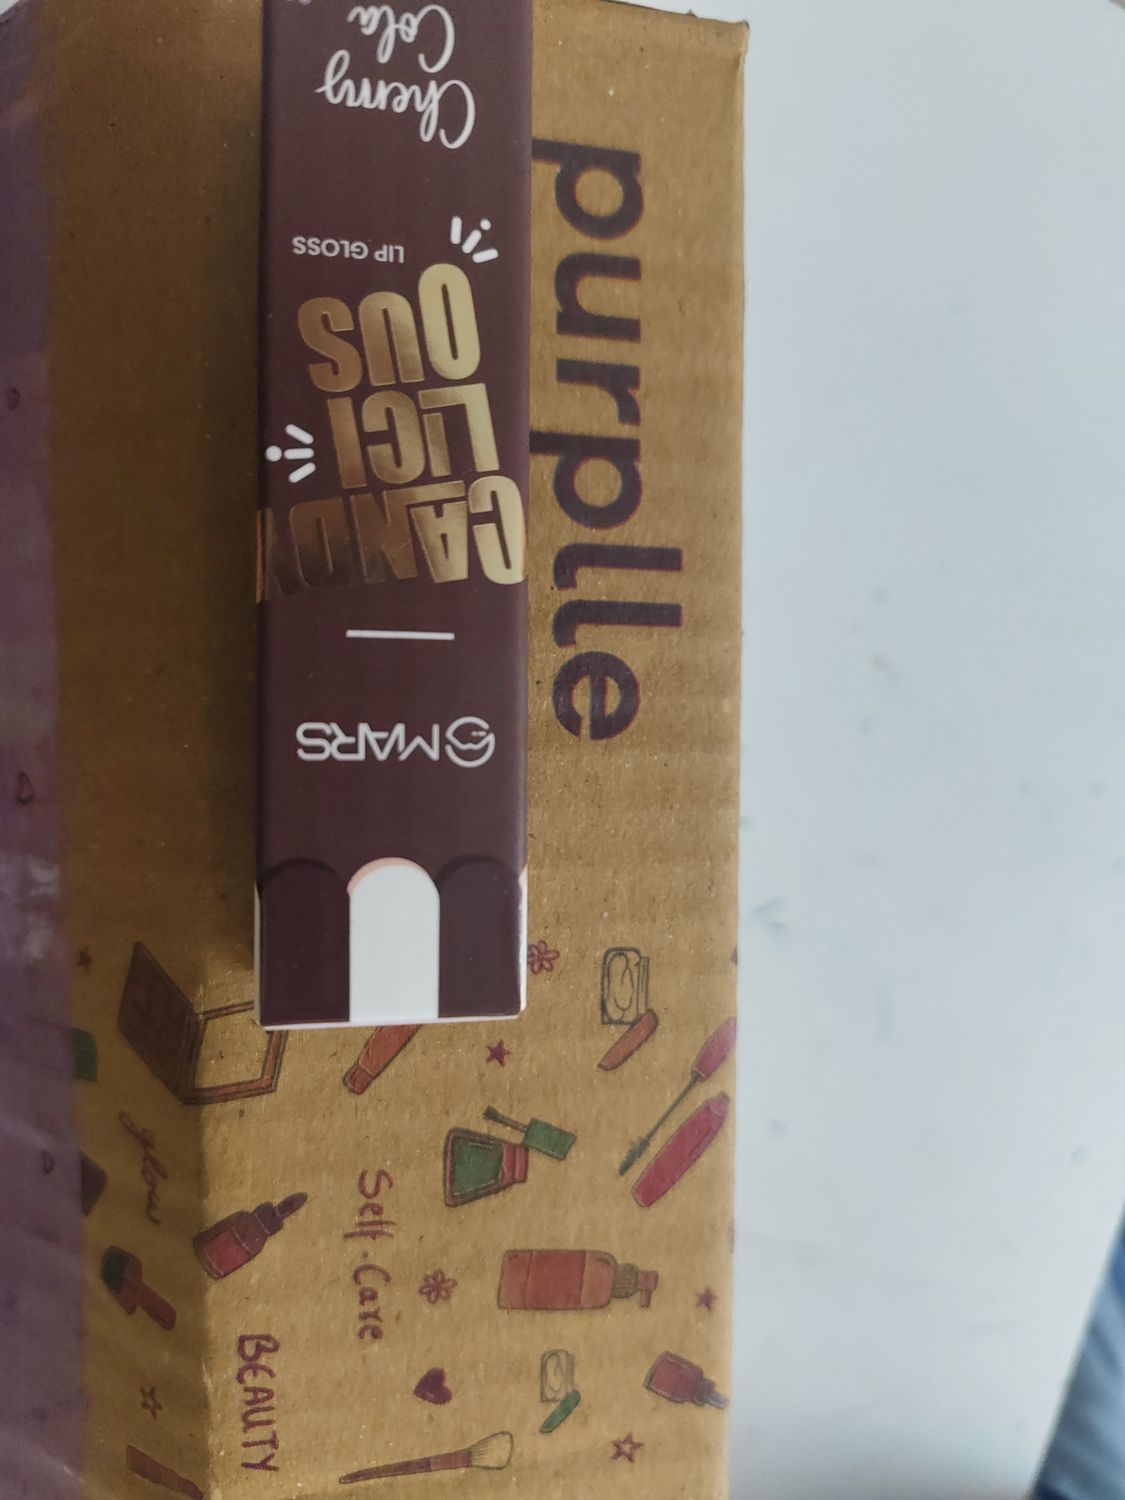 MARS
CANDY
LICI
OUS
LIP GLOSS
Cherry
Cola
purplle
glow
Self-Care
BEAUTY